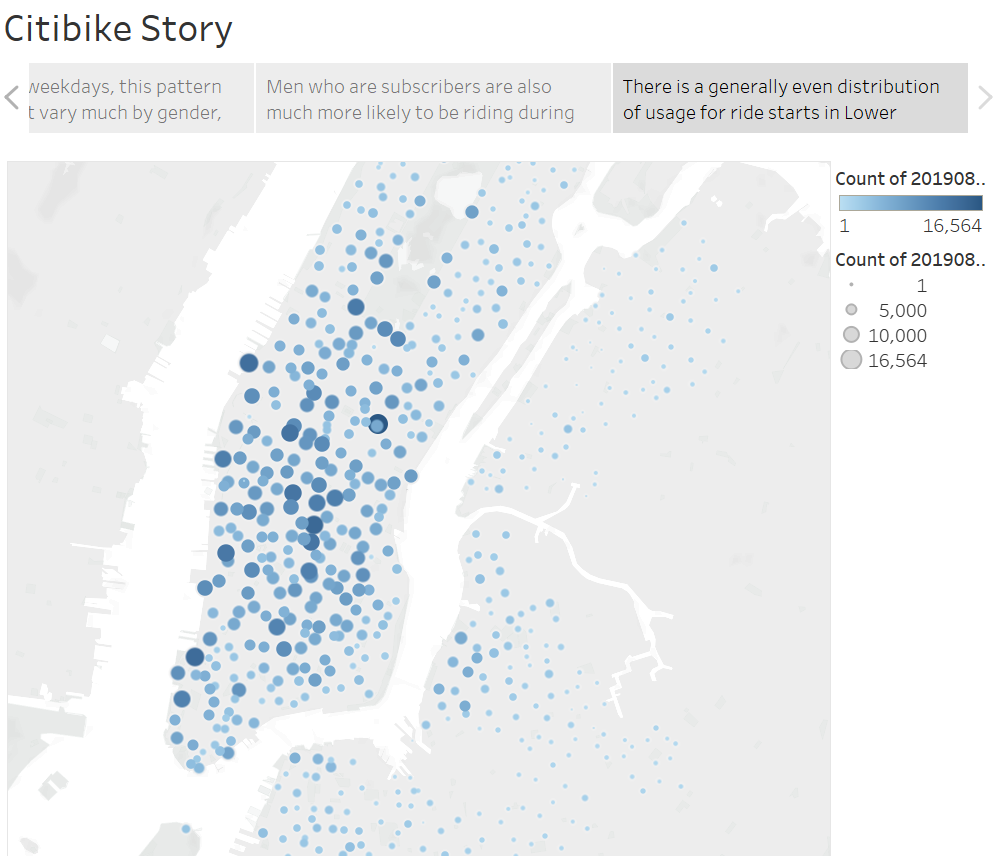 Citibike Story
weekdays, this pattern
t vary much by gender,
Men who are subscribers are also
much more likely to be riding during
There is a generally even distribution
of usage for ride starts in Lower
Count of 201908..
1 16,564
Count of 201908..
1
5,000
10,000
16,564